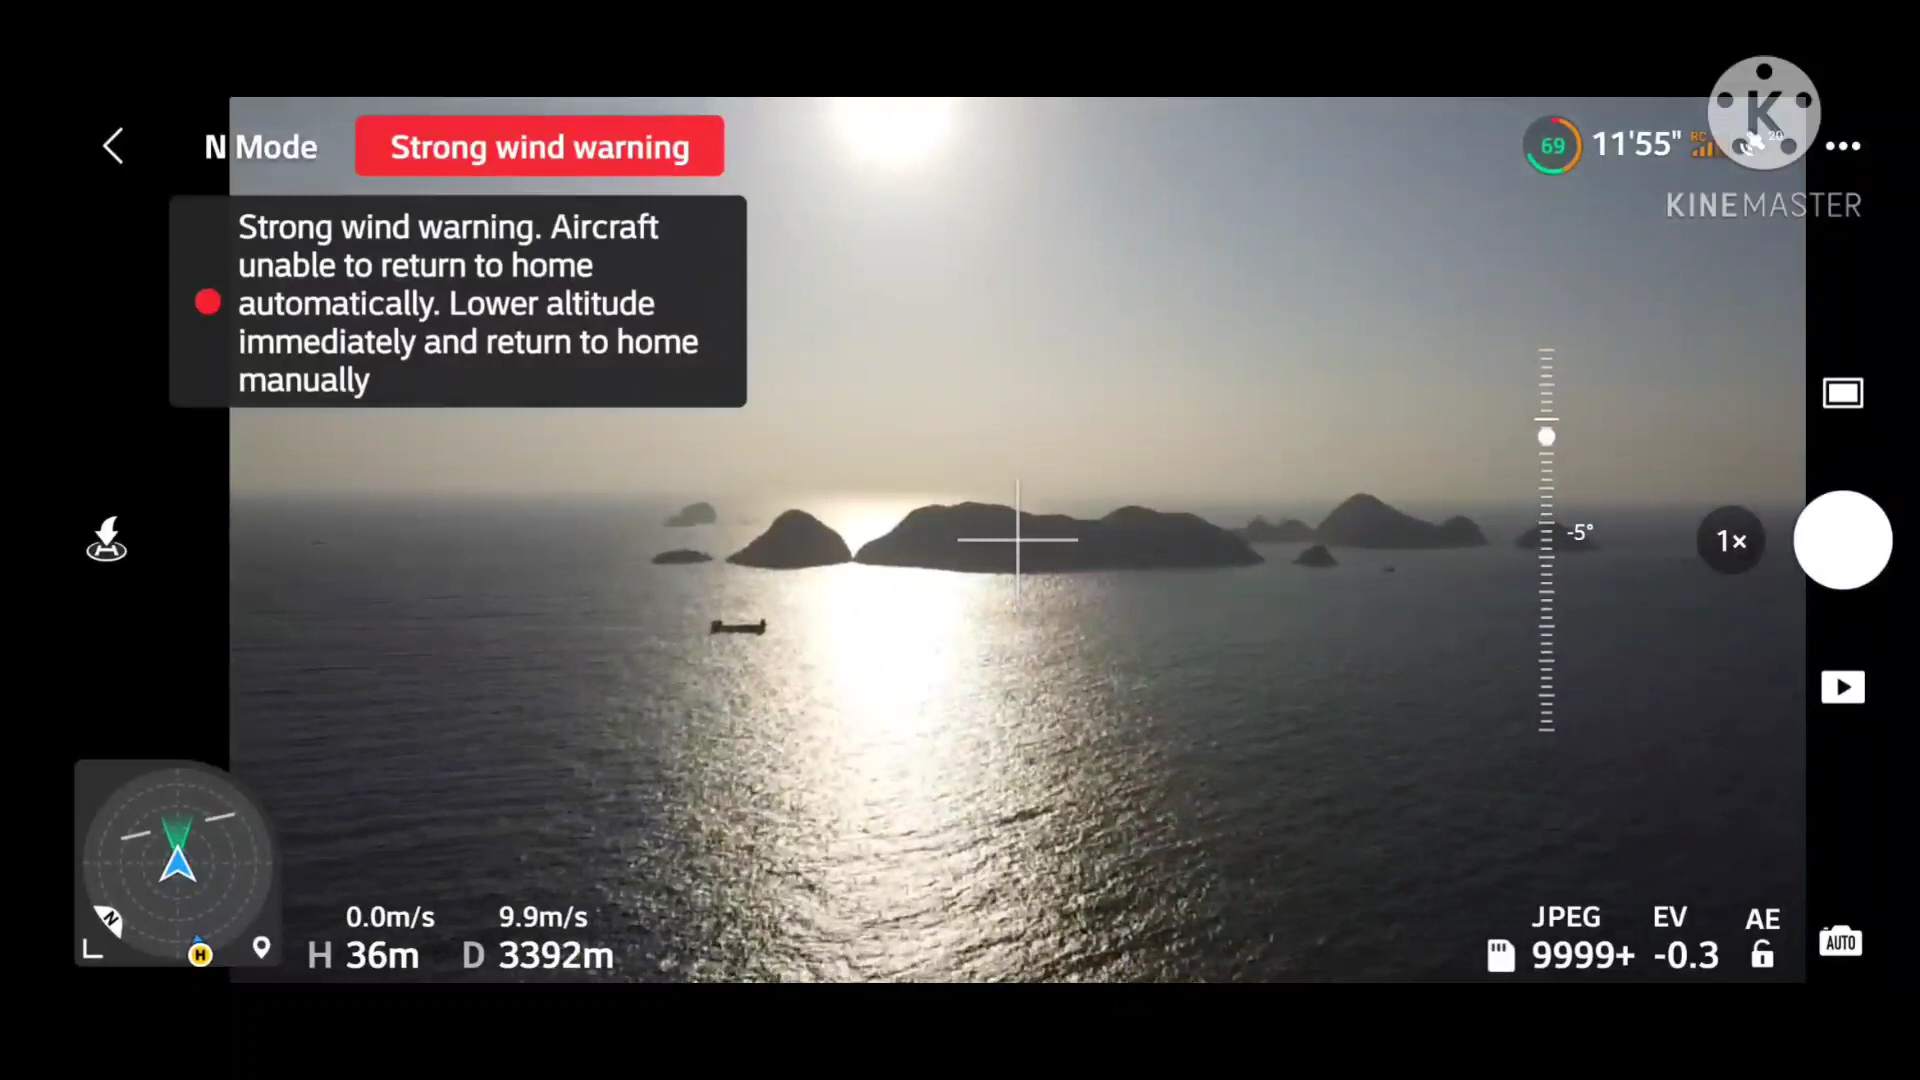 N Mode
Strong wind warning
69
11'55"
RC
20
K
KINEMASTER
Strong wind warning. Aircraft
unable to return to home
automatically. Lower altitude
immediately and return to home
manually
-5°
1×
N
H
0.0m/s
9.9m/s
H 36m
D 3392m
JPEG
EV
AE
9999+
-0.3
AUTO